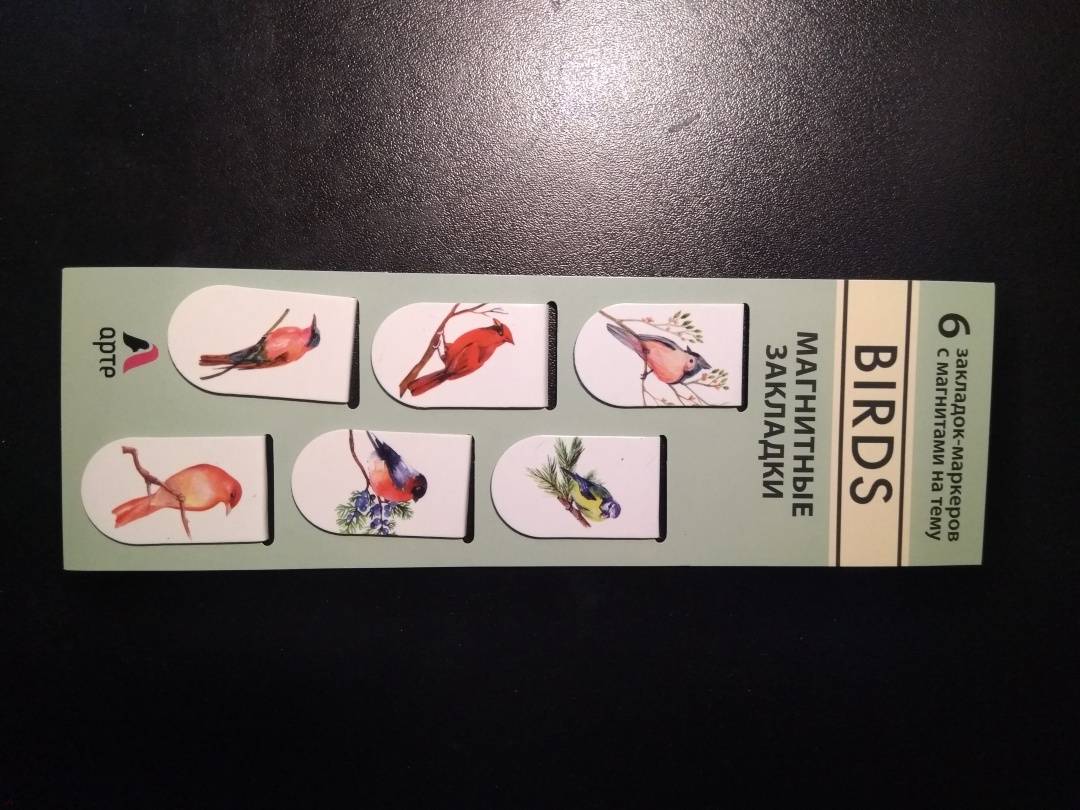 6 закладок-маркеров
с магнитами на тему
BIRDS
МАГНИТНЫЕ
ЗАКЛАДКИ
арте